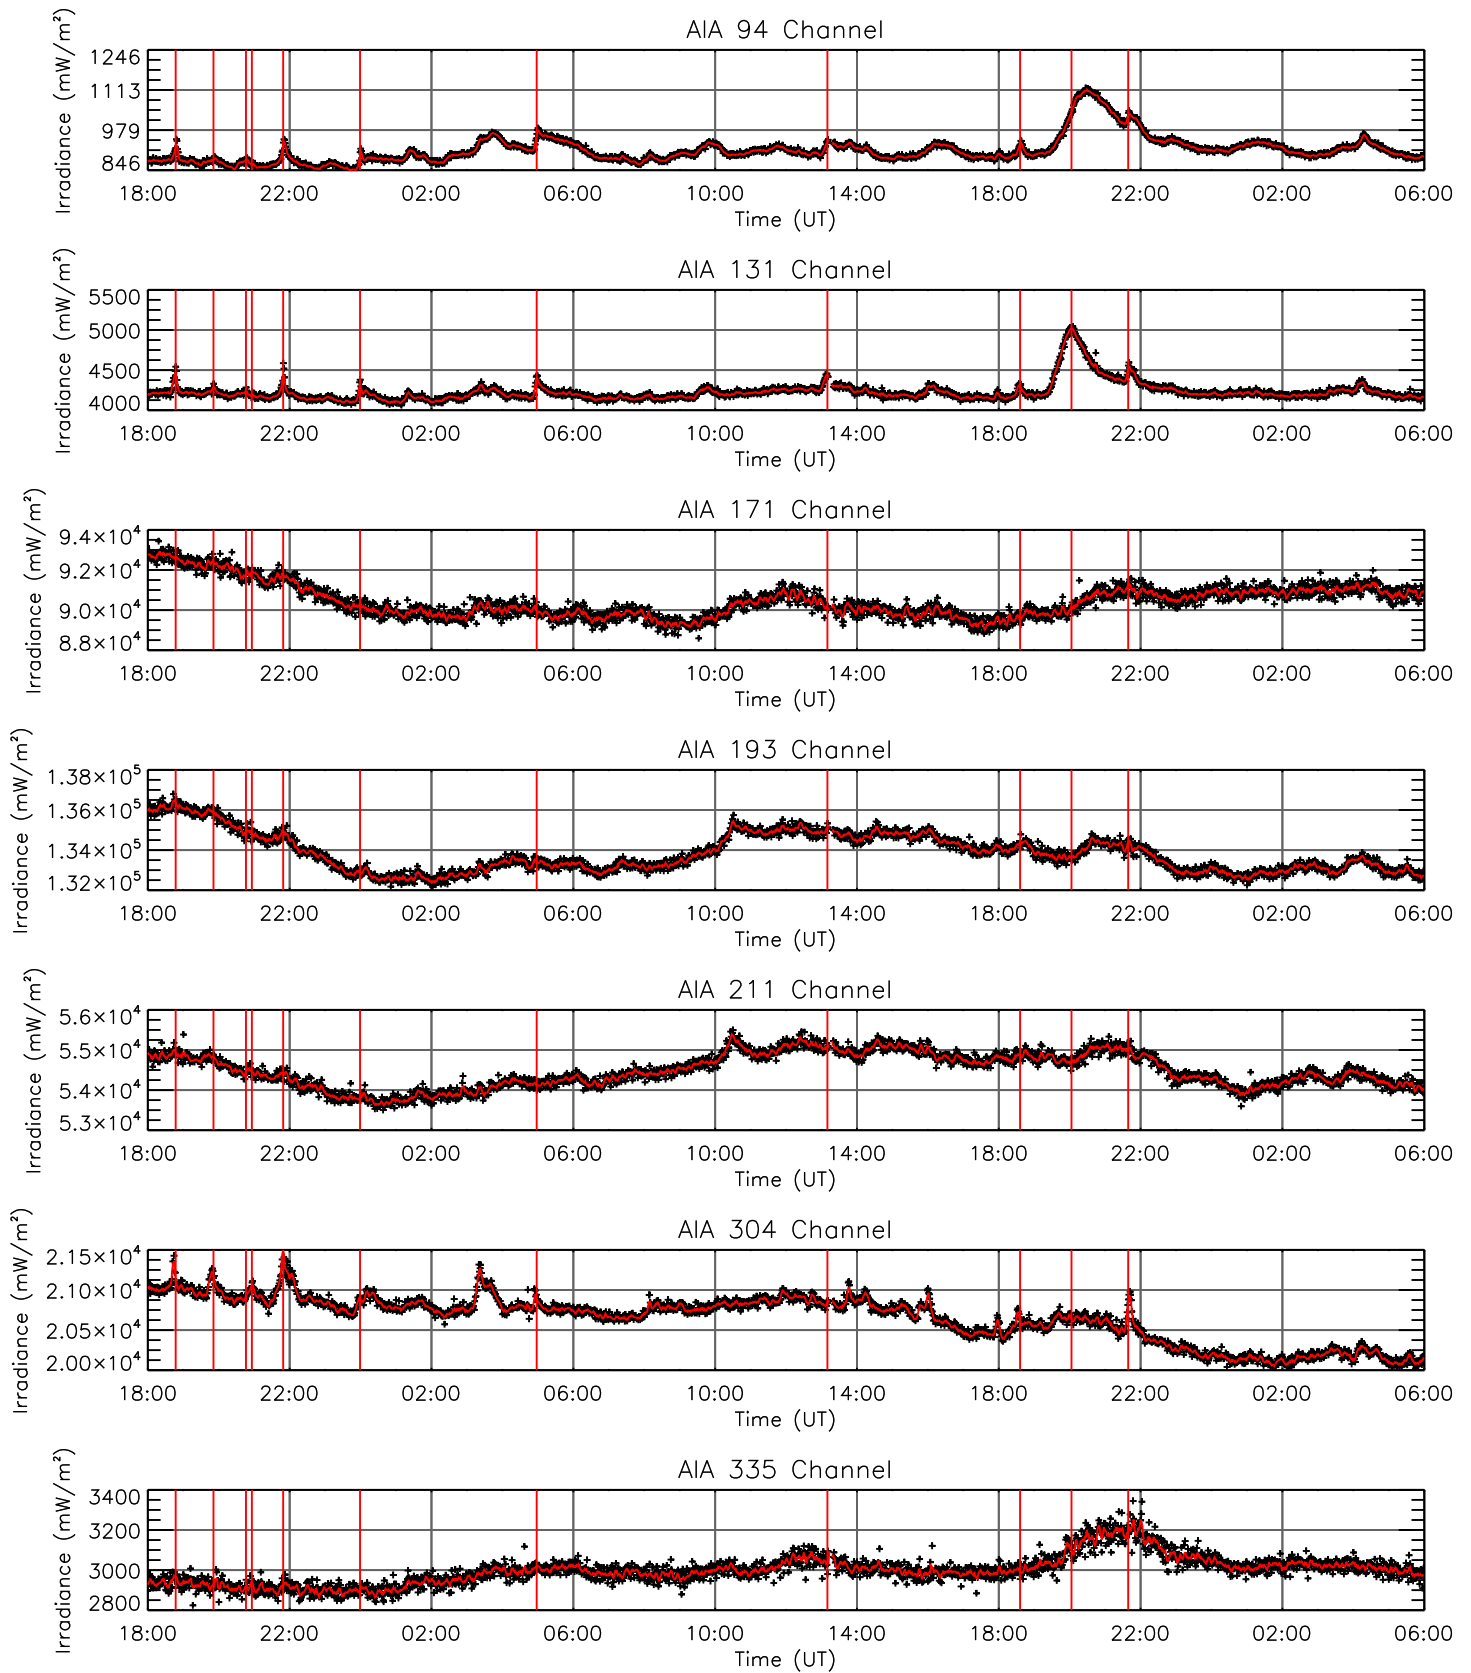 AIA 94 Channel
Irradiance (mW/m²)
1246
1113
979
846
18:00 22:00 02:00 06:00 10:00 14:00 18:00 22:00 02:00 06:00
Time (UT)
AIA 131 Channel
Irradiance (mW/m²)
5500
5000
4500
4000
18:00 22:00 02:00 06:00 10:00 14:00 18:00 22:00 02:00 06:00
Time (UT)
AIA 171 Channel
Irradiance (mW/m²)
9.4×10⁴
9.2×10⁴
9.0×10⁴
8.8×10⁴
18:00 22:00 02:00 06:00 10:00 14:00 18:00 22:00 02:00 06:00
Time (UT)
AIA 193 Channel
Irradiance (mW/m²)
1.38×10⁵
1.36×10⁵
1.34×10⁵
1.32×10⁵
18:00 22:00 02:00 06:00 10:00 14:00 18:00 22:00 02:00 06:00
Time (UT)
AIA 211 Channel
Irradiance (mW/m²)
5.6×10⁴
5.5×10⁴
5.4×10⁴
5.3×10⁴
18:00 22:00 02:00 06:00 10:00 14:00 18:00 22:00 02:00 06:00
Time (UT)
AIA 304 Channel
Irradiance (mW/m²)
2.15×10⁴
2.10×10⁴
2.05×10⁴
2.00×10⁴
18:00 22:00 02:00 06:00 10:00 14:00 18:00 22:00 02:00 06:00
Time (UT)
AIA 335 Channel
Irradiance (mW/m²)
3400
3200
3000
2800
18:00 22:00 02:00 06:00 10:00 14:00 18:00 22:00 02:00 06:00
Time (UT)